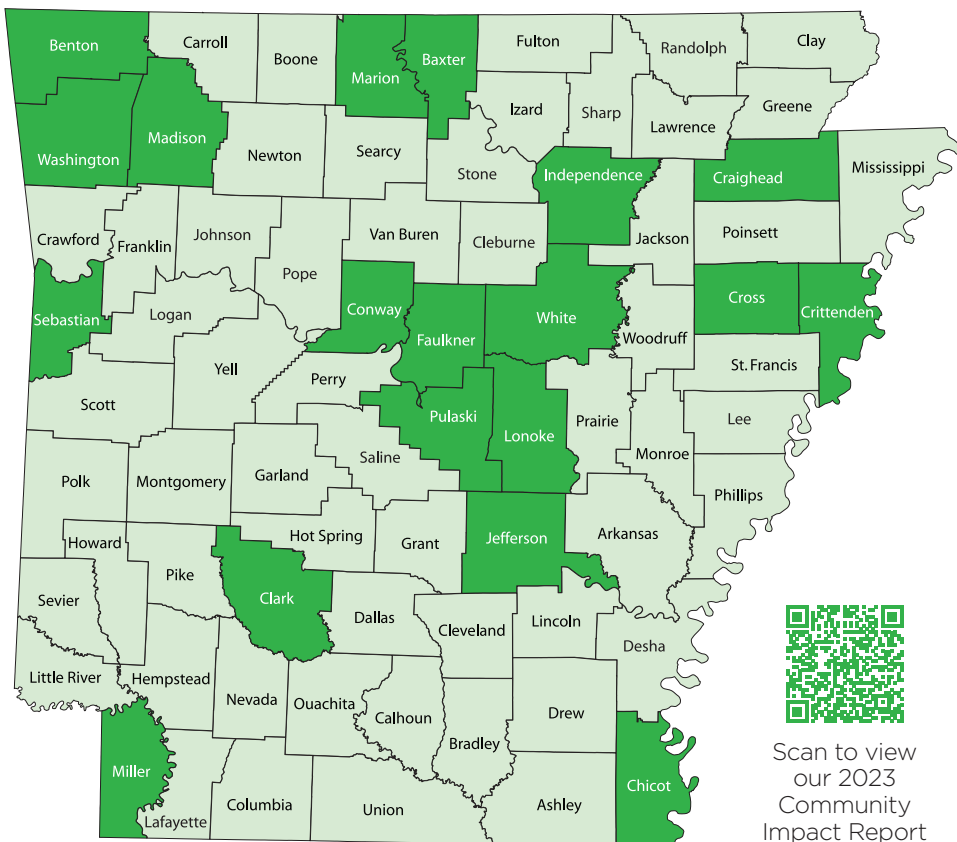 Benton
Carroll
Boone
Marion
Baxter
Fulton
Randolph
Clay
Izard
Sharp
Greene
Lawrence
Washington
Madison
Newton
Searcy
Stone
Independence
Craighead
Mississippi
Crawford
Franklin
Johnson
Van Buren
Cleburne
Jackson
Poinsett
Pope
Sebastian
Logan
Conway
Faulkner
White
Woodruff
Cross
Crittenden
St. Francis
Yell
Perry
Scott
Pulaski
Lonoke
Prairie
Lee
Monroe
Saline
Garland
Polk
Montgomery
Phillips
Howard
Hot Spring
Grant
Jefferson
Arkansas
Pike
Sevier
Clark
Dallas
Cleveland
Lincoln
Desha
Little River
Hempstead
Nevada
Ouachita
Calhoun
Drew
Bradley
Miller
Lafayette
Columbia
Union
Ashley
Chicot
Scan to view
our 2023
Community
Impact Report